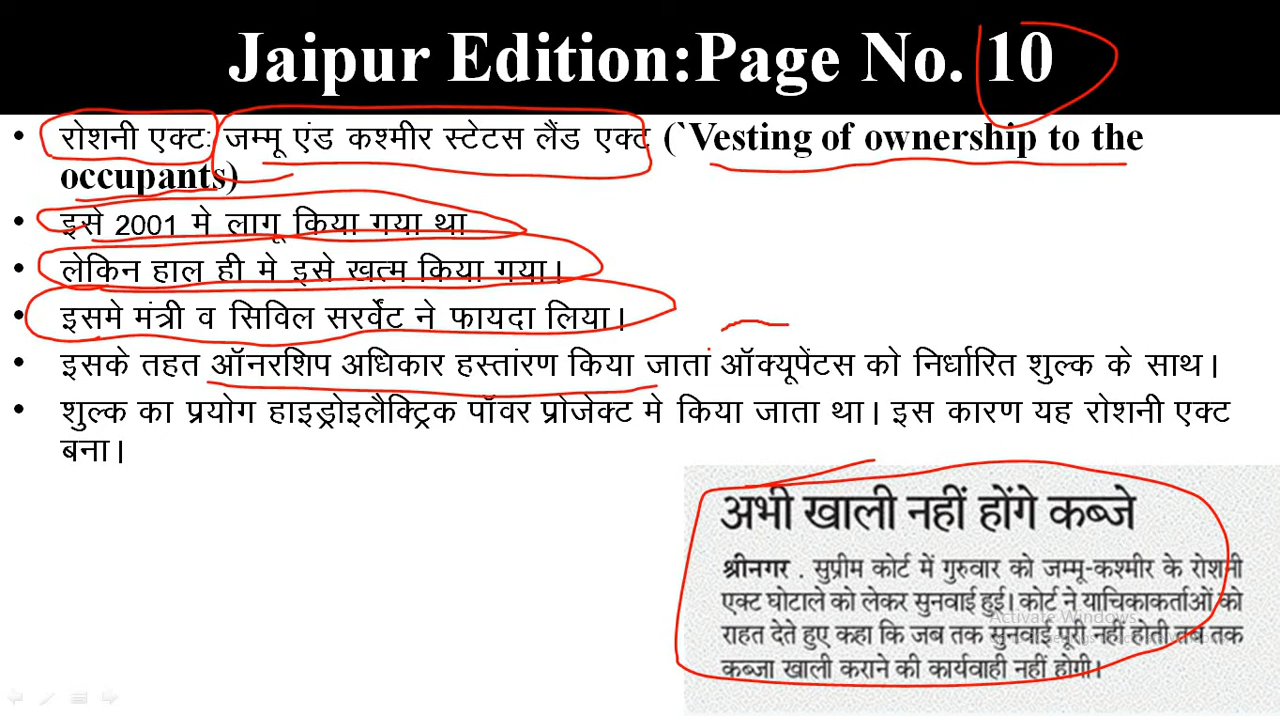 Jaipur Edition:Page No. 10
• रोशनी एक्टः जम्मू एंड कश्मीर स्टेटस लैंड एक्ट (`Vesting of ownership to the
occupants)
• इसे 2001 मे लागू किया गया था
• लेकिन हाल ही मे इसे खत्म किया गया।
• इसमे मंत्री व सिविल सरर्वेंट ने फायदा लिया।
• इसके तहत ऑनरशिप अधिकार हस्तांरण किया जातां ऑक्यूपेंटस को निर्धारित शुल्क के साथ।
• शुल्क का प्रयोग हाइड्रोइलैक्ट्रिक पॉवर प्रोजेक्ट मे किया जाता था। इस कारण यह रोशनी एक्ट
बना।
अभी खाली नहीं होंगे कब्जे
श्रीनगर . सुप्रीम कोर्ट में गुरुवार को जम्मू-कश्मीर के रोशनी
एक्ट घोटाले को लेकर सुनवाई हुई। कोर्ट ने याचिकाकर्ताओं को
Activate Windows
राहत देते हुए कहा कि जब तक सुनवाई पूरी नहीं होती तब तक
कब्जा खाली कराने की कार्यवाही नहीं होगी।